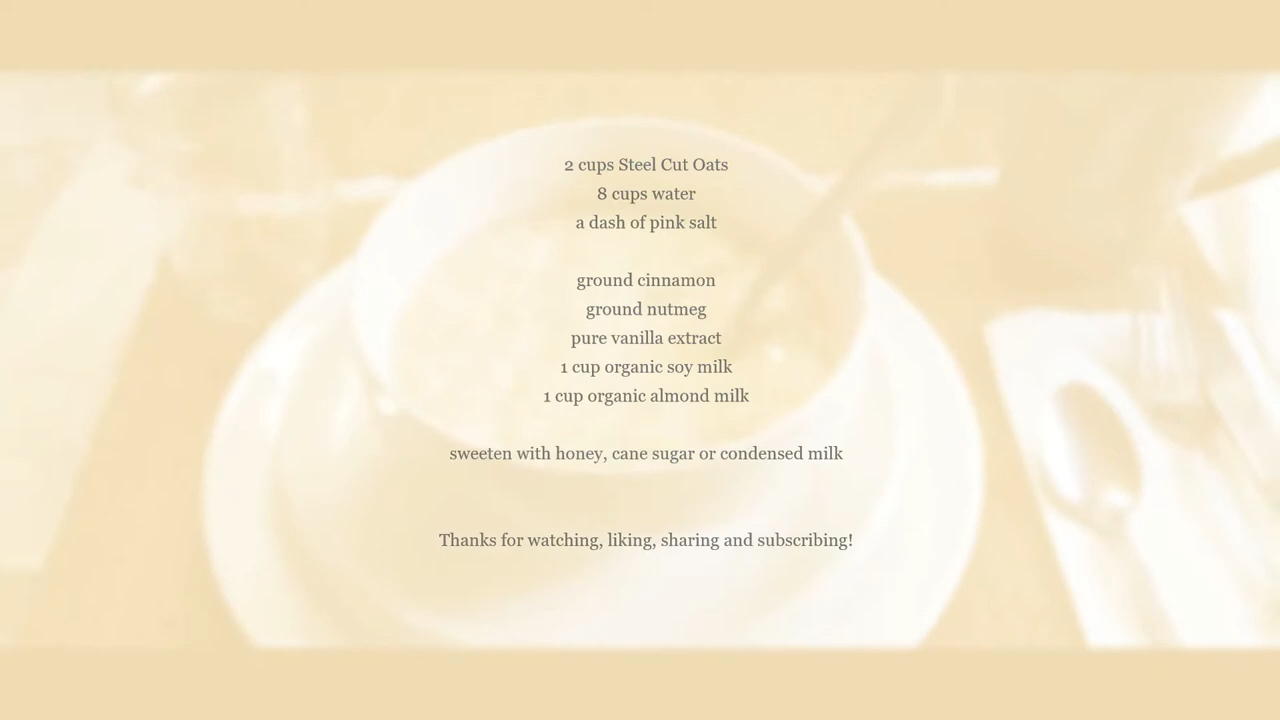 2 cups Steel Cut Oats
8 cups water
a dash of pink salt
ground cinnamon
ground nutmeg
pure vanilla extract
1 cup organic soy milk
1 cup organic almond milk
sweeten with honey, cane sugar or condensed milk
Thanks for watching, liking, sharing and subscribing!